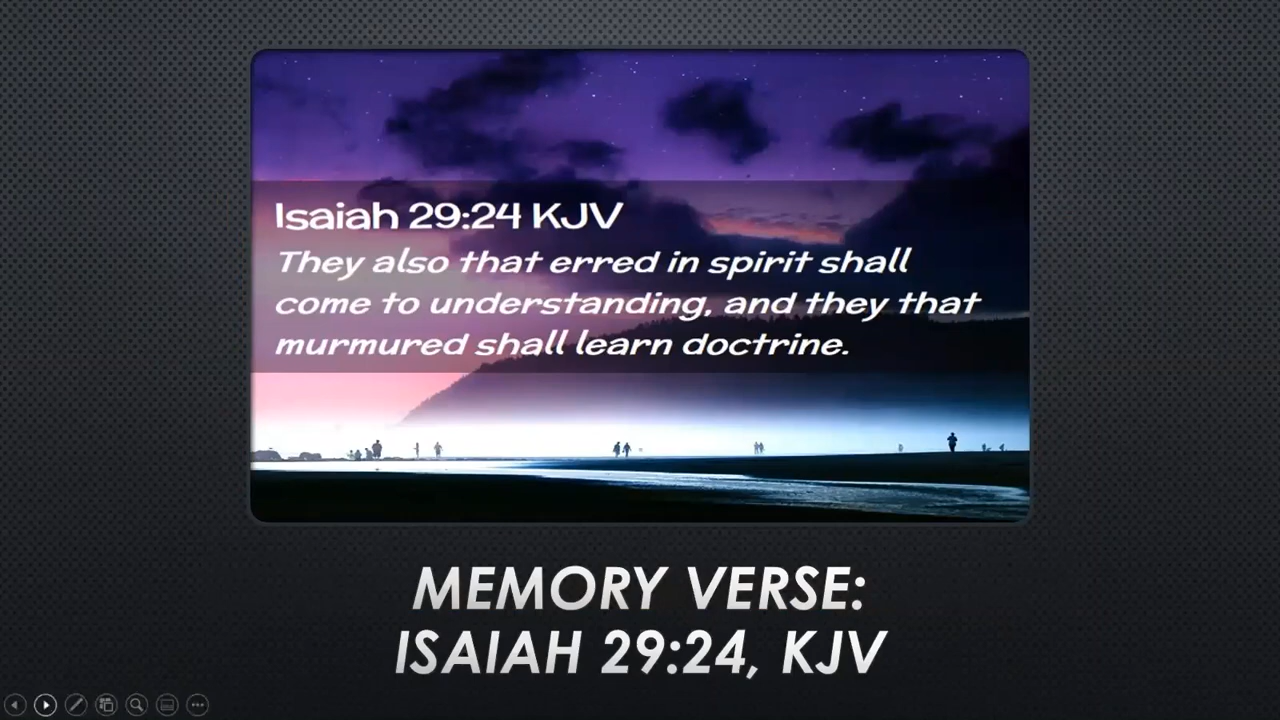 Isaiah 29:24 KJV
They also that erred in spirit shall
come to understanding, and they that
murmured shall learn doctrine.
MEMORY VERSE:
ISAIAH 29:24, KJV